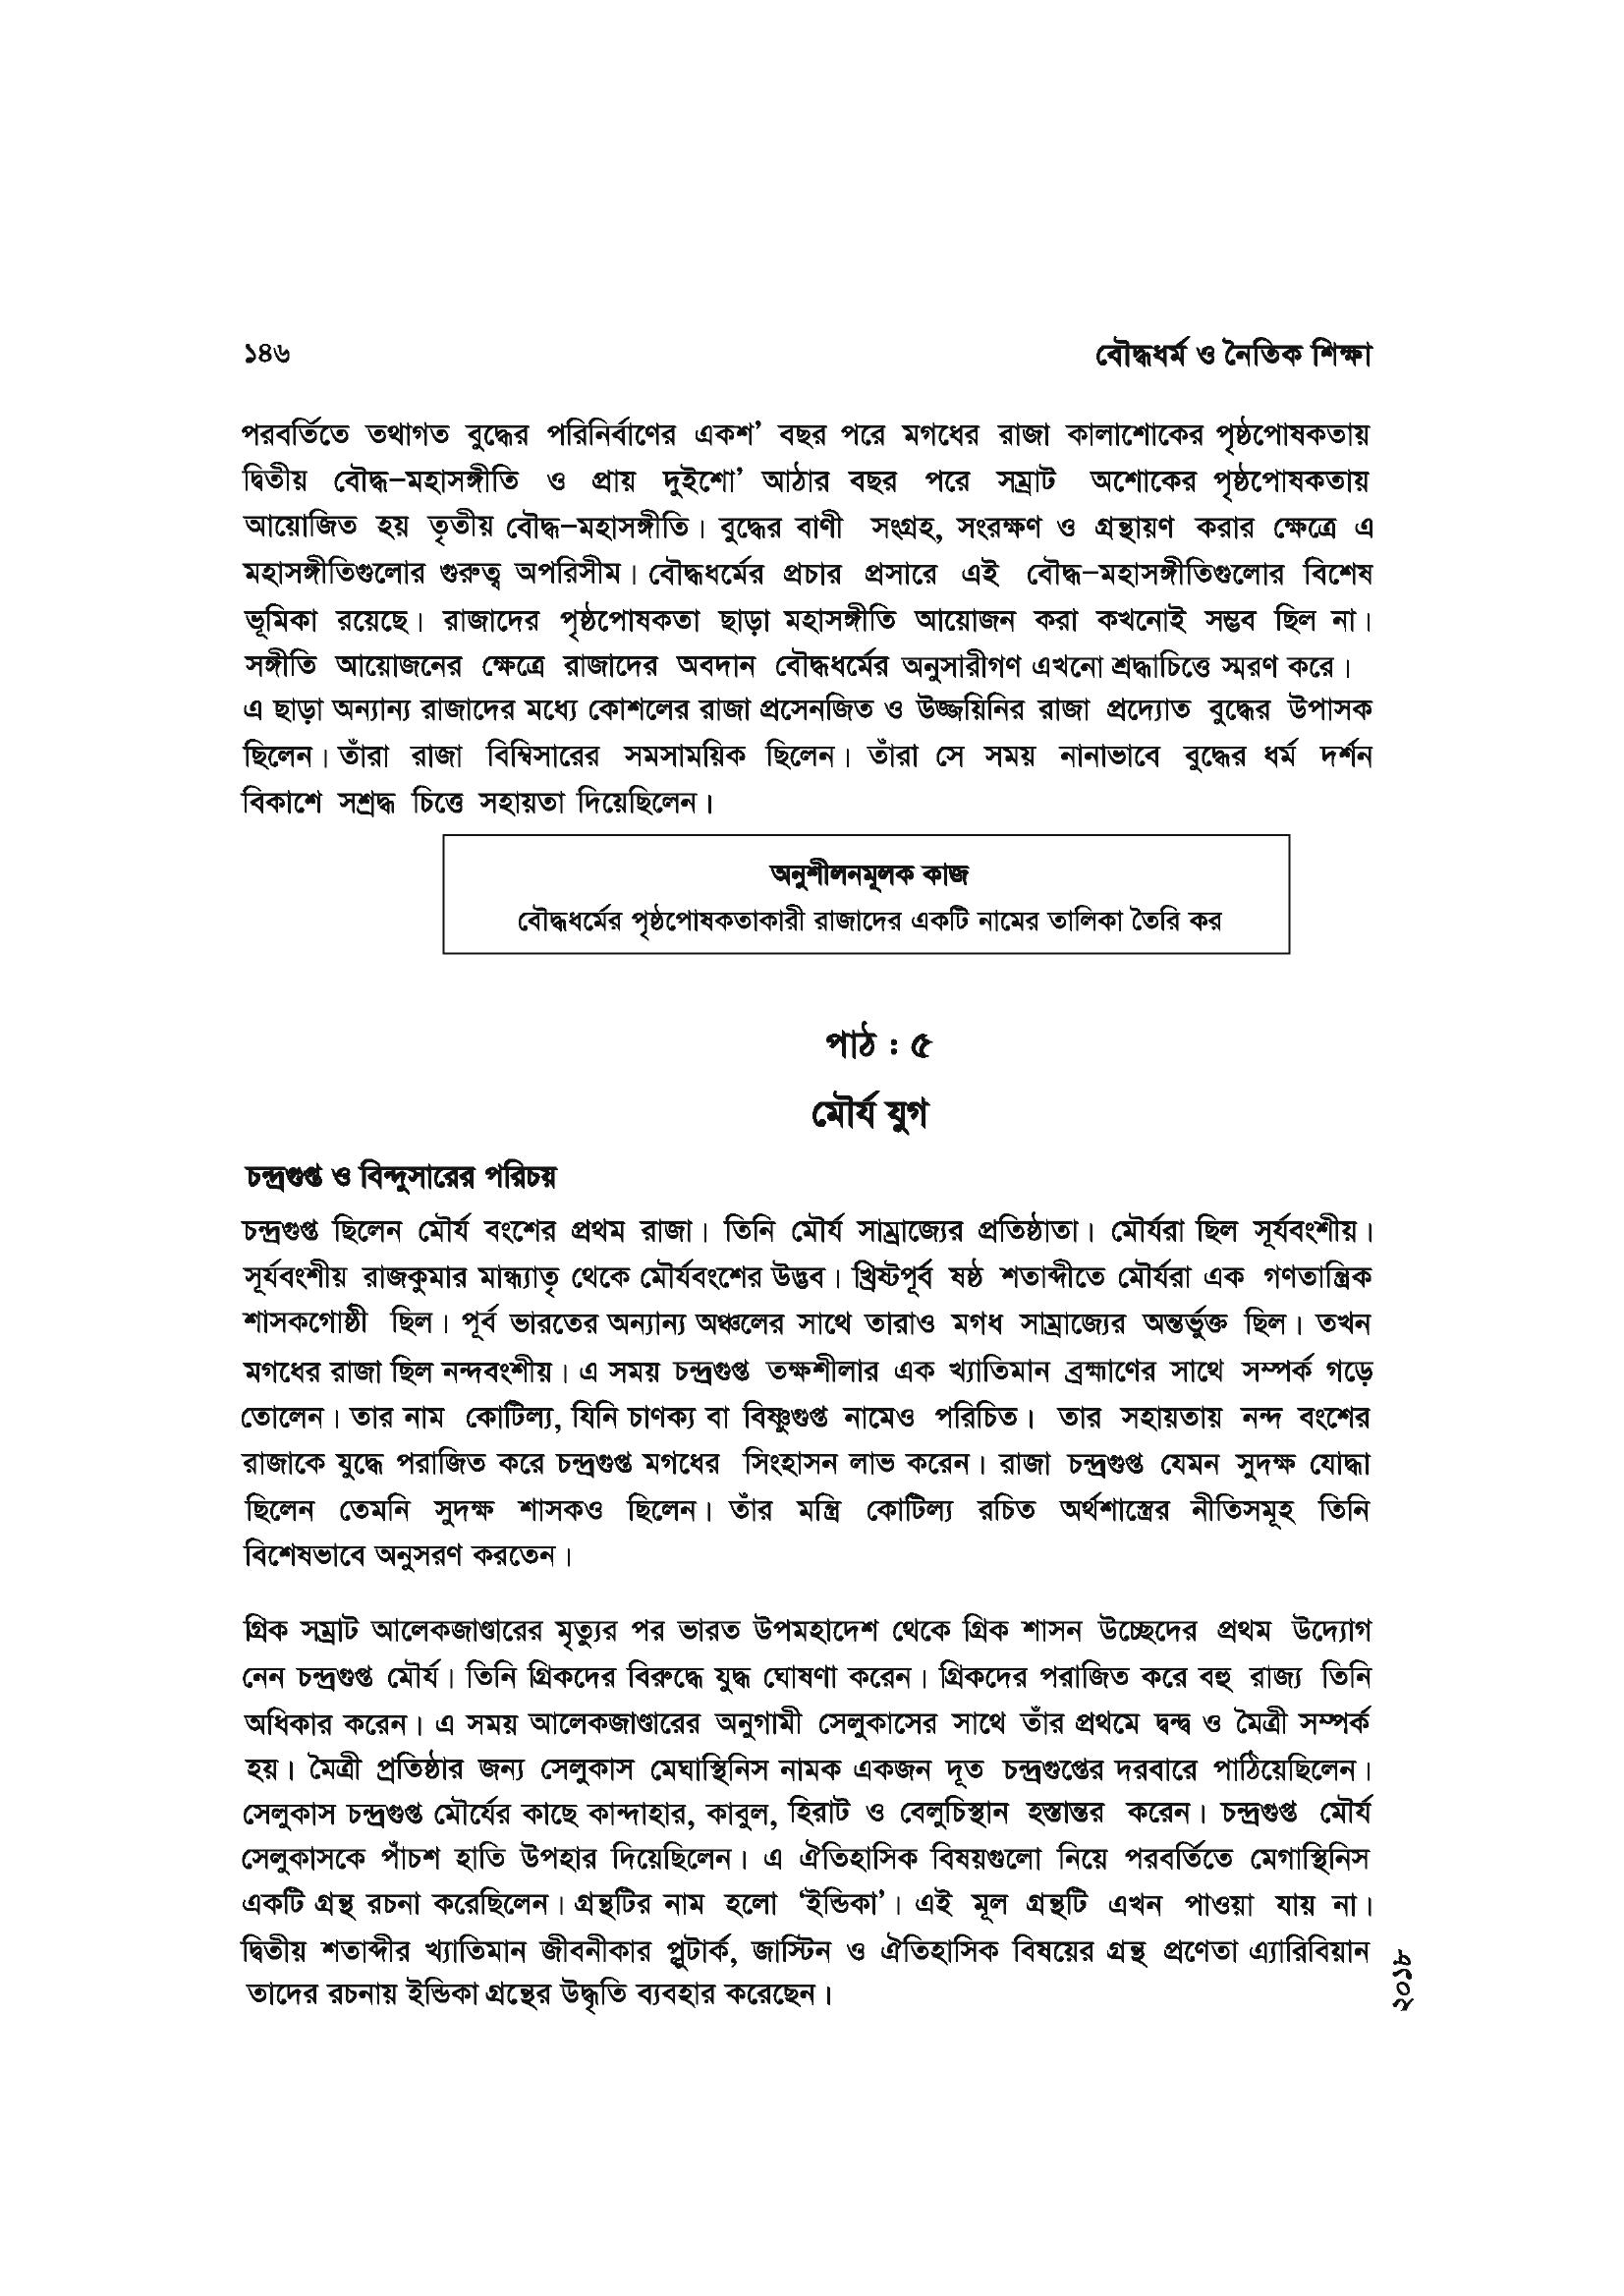 ১৪৬
বৌদ্ধধর্ম ও নৈতিক শিক্ষা
পরবর্তিতে তথাগত বুদ্ধের পরিনির্বাণের একশ’ বছর পরে মগধের রাজা কালাশোকের পৃষ্ঠপোষকতায়
দ্বিতীয় বৌদ্ধ–মহাসঙ্গীতি ও প্রায় দুইশো’ আঠার বছর পরে সম্রাট অশোকের পৃষ্ঠপোষকতায়
আয়োজিত হয় তৃতীয় বৌদ্ধ–মহাসঙ্গীতি। বুদ্ধের বাণী সংগ্রহ, সংরক্ষণ ও গ্রন্থায়ণ করার ক্ষেত্রে এ
মহাসঙ্গীতিগুলোর গুরুত্ব অপরিসীম। বৌদ্ধধর্মের প্রচার প্রসারে এই বৌদ্ধ–মহাসঙ্গীতিগুলোর বিশেষ
ভূমিকা রয়েছে। রাজাদের পৃষ্ঠপোষকতা ছাড়া মহাসঙ্গীতি আয়োজন করা কখনোই সম্ভব ছিল না।
সঙ্গীতি আয়োজনের ক্ষেত্রে রাজাদের অবদান বৌদ্ধধর্মের অনুসারীগণ এখনো শ্রদ্ধাচিত্তে স্মরণ করে।
এ ছাড়া অন্যান্য রাজাদের মধ্যে কোশলের রাজা প্রসেনজিত ও উজ্জয়িনির রাজা প্রদ্যোত বুদ্ধের উপাসক
ছিলেন। তাঁরা রাজা বিম্বিসারের সমসাময়িক ছিলেন। তাঁরা সে সময় নানাভাবে বুদ্ধের ধর্ম দর্শন
বিকাশে সশ্রদ্ধ চিত্তে সহায়তা দিয়েছিলেন।
অনুশীলনমূলক কাজ
বৌদ্ধধর্মের পৃষ্ঠপোষকতাকারী রাজাদের একটি নামের তালিকা তৈরি কর
পাঠ : ৫
মৌর্য যুগ
চন্দ্রগুপ্ত ও বিন্দুসারের পরিচয়
চন্দ্রগুপ্ত ছিলেন মৌর্য বংশের প্রথম রাজা। তিনি মৌর্য সাম্রাজ্যের প্রতিষ্ঠাতা। মৌর্যরা ছিল সূর্যবংশীয়।
সূর্যবংশীয় রাজকুমার মান্ধ্যাতৃ থেকে মৌর্যবংশের উদ্ভব। খ্রিষ্টপূর্ব ষষ্ঠ শতাব্দীতে মৌর্যরা এক গণতান্ত্রিক
শাসকগোষ্ঠী ছিল। পূর্ব ভারতের অন্যান্য অঞ্চলের সাথে তারাও মগধ সাম্রাজ্যের অন্তর্ভুক্ত ছিল। তখন
মগধের রাজা ছিল নন্দবংশীয়। এ সময় চন্দ্রগুপ্ত তক্ষশীলার এক খ্যাতিমান ব্রহ্মাণের সাথে সম্পর্ক গড়ে
তোলেন। তার নাম কোটিল্য, যিনি চাণক্য বা বিষ্ণুগুপ্ত নামেও পরিচিত। তার সহায়তায় নন্দ বংশের
রাজাকে যুদ্ধে পরাজিত করে চন্দ্রগুপ্ত মগধের সিংহাসন লাভ করেন। রাজা চন্দ্রগুপ্ত যেমন সুদক্ষ যোদ্ধা
ছিলেন তেমনি সুদক্ষ শাসকও ছিলেন। তাঁর মন্ত্রি কোটিল্য রচিত অর্থশাস্ত্রের নীতিসমূহ তিনি
বিশেষভাবে অনুসরণ করতেন।
গ্রিক সম্রাট আলেকজাণ্ডারের মৃত্যুর পর ভারত উপমহাদেশ থেকে গ্রিক শাসন উচ্ছেদের প্রথম উদ্যোগ
নেন চন্দ্রগুপ্ত মৌর্য। তিনি গ্রিকদের বিরুদ্ধে যুদ্ধ ঘোষণা করেন। গ্রিকদের পরাজিত করে বহু রাজ্য তিনি
অধিকার করেন। এ সময় আলেকজাণ্ডারের অনুগামী সেলুকাসের সাথে তাঁর প্রথমে দ্বন্দ্ব ও মৈত্রী সম্পর্ক
হয়। মৈত্রী প্রতিষ্ঠার জন্য সেলুকাস মেঘাস্থিনিস নামক একজন দূত চন্দ্রগুপ্তের দরবারে পাঠিয়েছিলেন।
সেলুকাস চন্দ্রগুপ্ত মৌর্যের কাছে কান্দাহার, কাবুল, হিরাট ও বেলুচিস্থান হস্তান্তর করেন। চন্দ্রগুপ্ত মৌর্য
সেলুকাসকে পাঁচশ হাতি উপহার দিয়েছিলেন। এ ঐতিহাসিক বিষয়গুলো নিয়ে পরবর্তিতে মেগাস্থিনিস
একটি গ্রন্থ রচনা করেছিলেন। গ্রন্থটির নাম হলো ‘ইন্ডিকা’। এই মূল গ্রন্থটি এখন পাওয়া যায় না।
দ্বিতীয় শতাব্দীর খ্যাতিমান জীবনীকার প্লুটার্ক, জাস্টিন ও ঐতিহাসিক বিষয়ের গ্রন্থ প্রণেতা এ্যারিবিয়ান
তাদের রচনায় ইন্ডিকা গ্রন্থের উদ্ধৃতি ব্যবহার করেছেন।
২০১৮